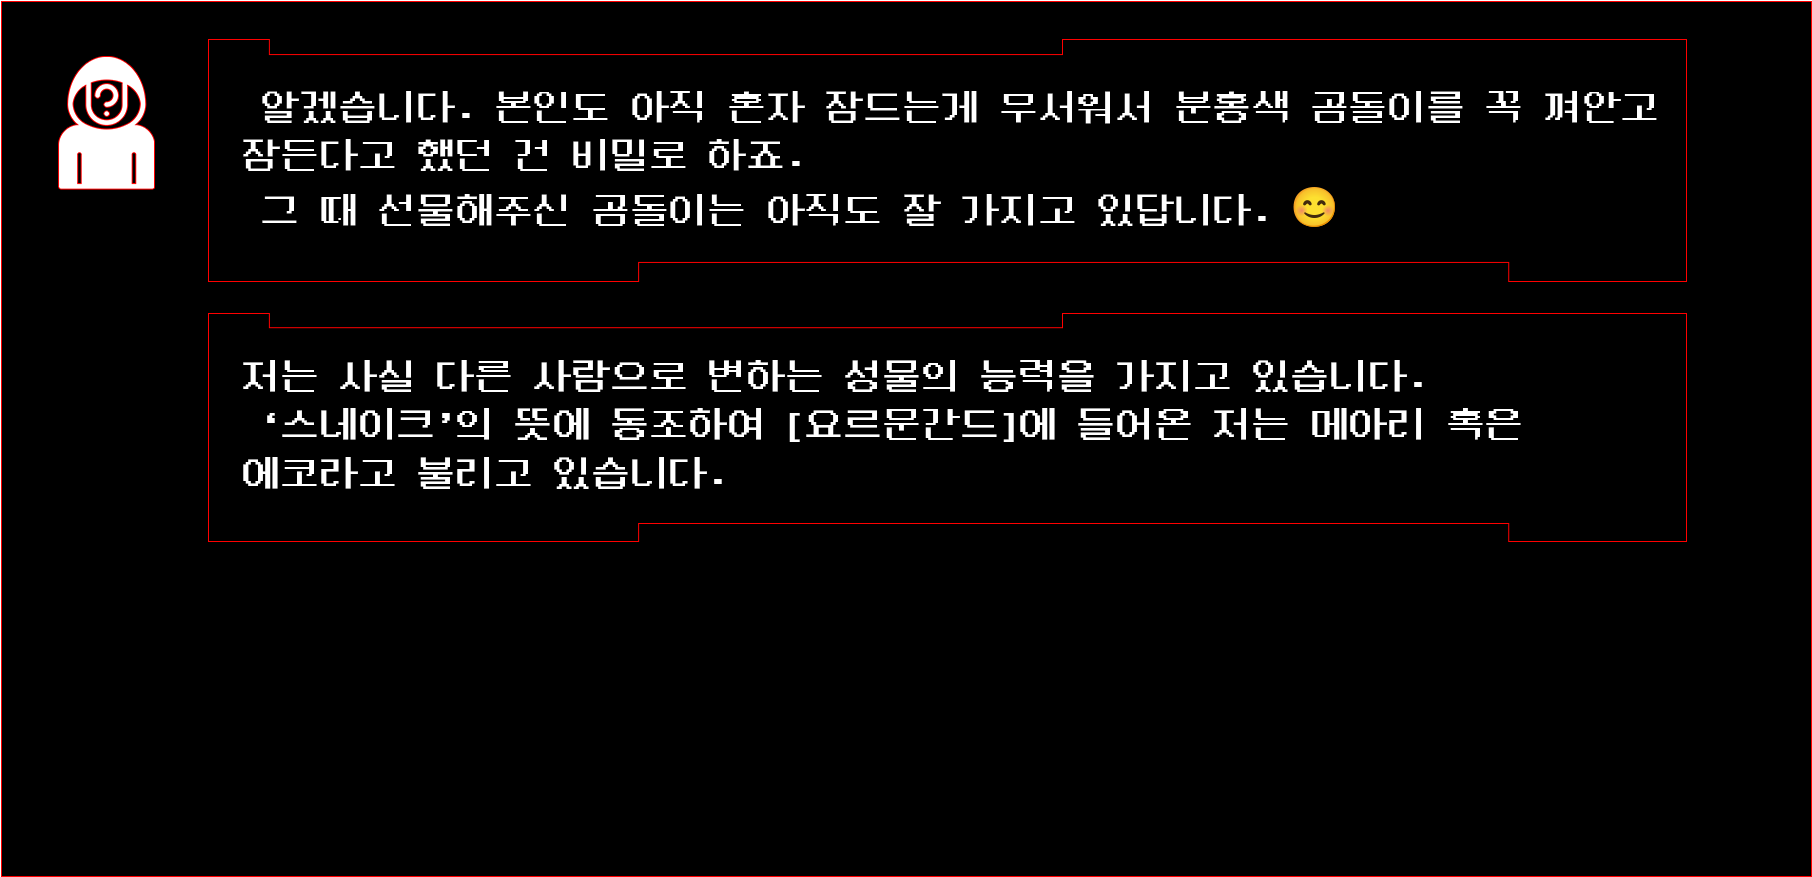 알겠습니다. 본인도 아직 혼자 잠드는게 무서워서 분홍색 곰돌이를 꼭 껴안고
잠든다고 했던 건 비밀로 하죠.
그 때 선물해주신 곰돌이는 아직도 잘 가지고 있답니다. 😊
저는 사실 다른 사람으로 변하는 성물의 능력을 가지고 있습니다.
‘스네이크’의 뜻에 동조하여 [요르문간드]에 들어온 저는 메아리 혹은
에코라고 불리고 있습니다.